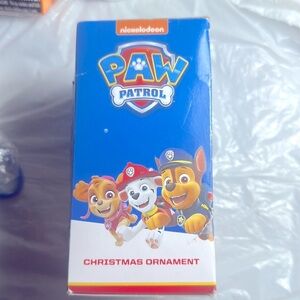 nickelodeon
PAW
PATROL
CHRISTMAS ORNAMENT